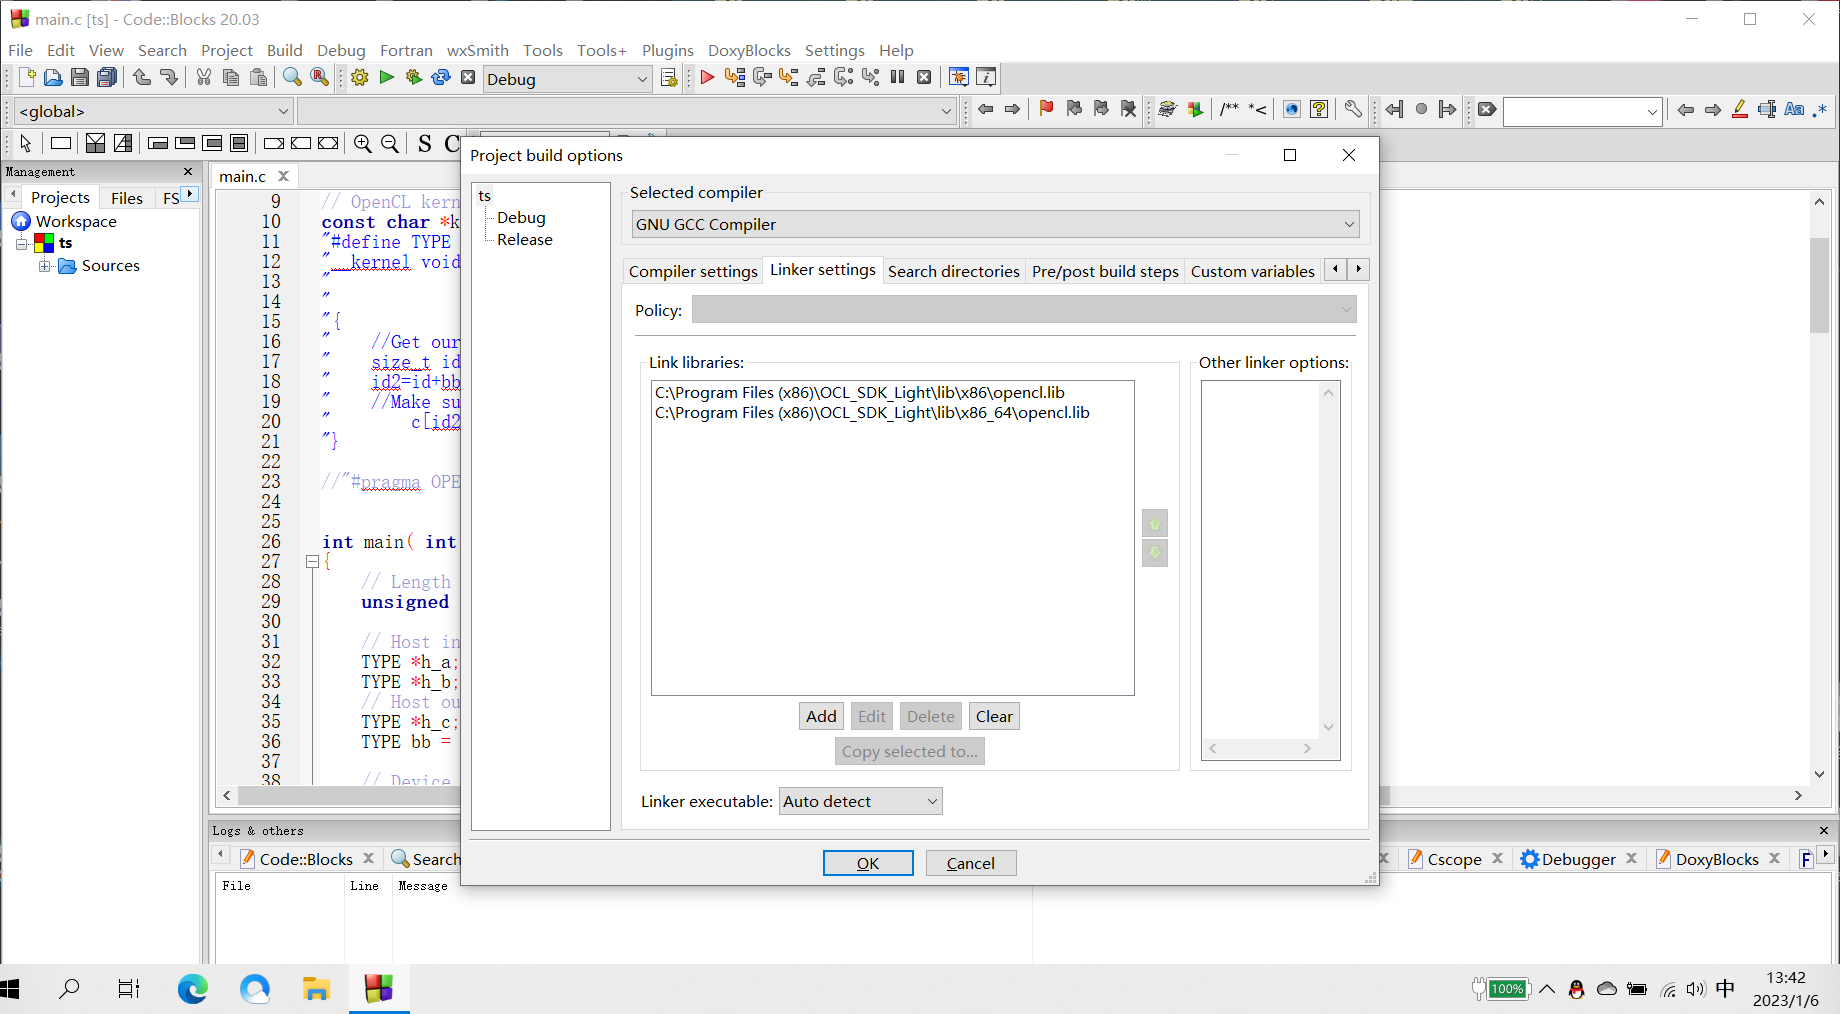 main.c [ts] - Code::Blocks 20.03
File Edit View Search Project Build Debug Fortran wxSmith Tools Tools+ Plugins DoxyBlocks Settings Help
Debug
<global>
/** *<
Aa .*
S C
Management
Projects Files FS
Workspace
ts
Sources
main.c
9 // OpenCL kern
10 const char *k
11 "#define TYPE
12 "__kernel void
13 "
14 "
15 "{
16 " //Get our
17 " size_t id
18 " id2=id+bb
19 " //Make su
20 " c[id2
21 "}
22
23 //"#pragma OPE
24
25
26 int main( int
27 {
28 // Length
29 unsigned
30
31 // Host in
32 TYPE *h_a;
33 TYPE *h_b;
34 // Host ou
35 TYPE *h_c;
36 TYPE bb =
37
38 // Device
Project build options
ts
Debug
Release
Selected compiler
GNU GCC Compiler
Compiler settings Linker settings Search directories Pre/post build steps Custom variables
Policy:
Link libraries:
C:\Program Files (x86)\OCL_SDK_Light\lib\x86\opencl.lib
C:\Program Files (x86)\OCL_SDK_Light\lib\x86_64\opencl.lib
Other linker options:
Add Edit Delete Clear
Copy selected to...
Linker executable: Auto detect
OK Cancel
Logs & others
Code::Blocks Search Cscope Debugger DoxyBlocks F
File Line Message
100% 中
13:42
2023/1/6